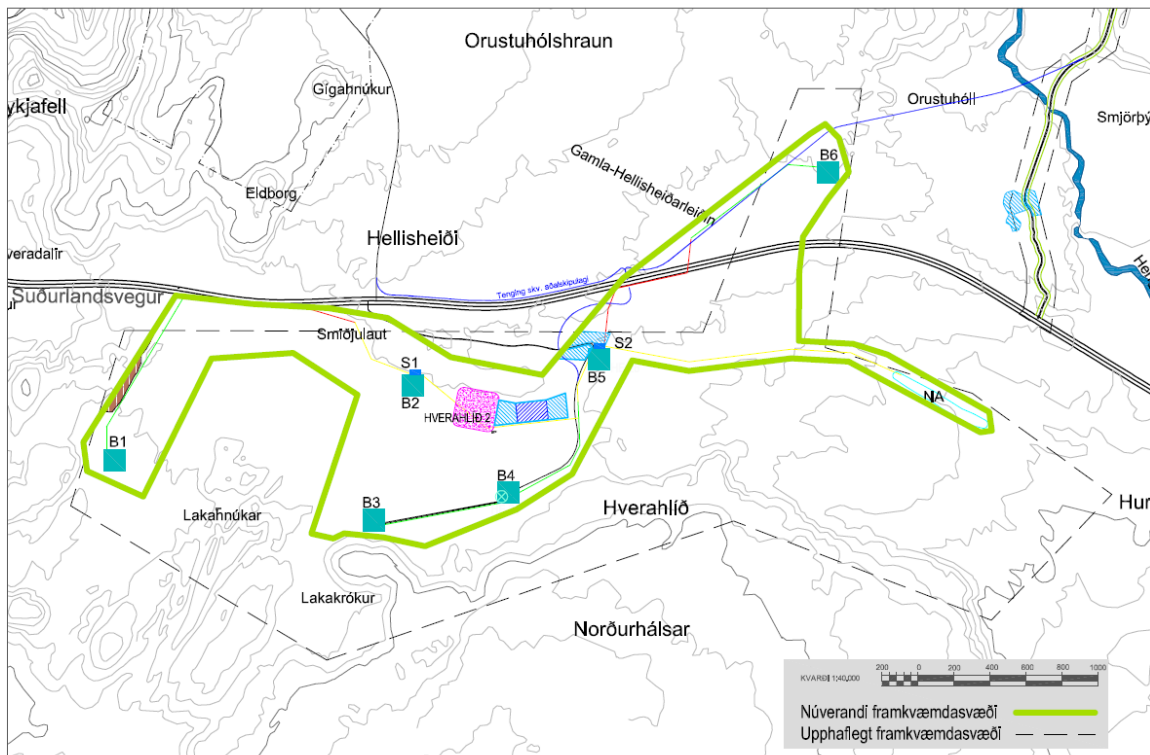 Orustuhólshraun
Gígahnúkur
Orustuhóll
ykjafell
Smjörþý
B6
Gamla-Hellisheiðarleiðin
Eldborg
Hellisheiði
veradalir
Suðurlandsvegur
ur
Tenging skv. aðalskipulagi
Smiðjulaut
S1
S2
B5
B2
HVERAHLÍÐ 2
NA
B1
B4
B3
Hverahlíð
Hur
Lakahnúkar
Lakakrókur
Norðurhálsar
KVARÐI 1:40,000
200 0 200 400 600 800 1000
Núverandi framkvæmdasvæði
Upphaflegt framkvæmdasvæði